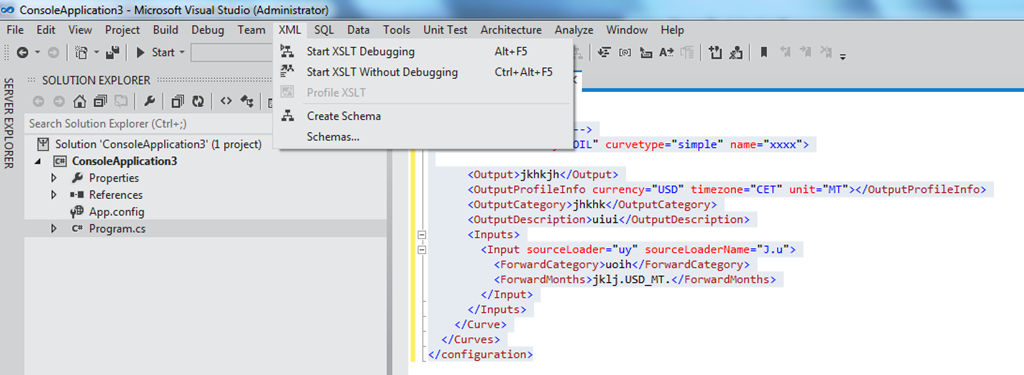 ConsoleApplication3 - Microsoft Visual Studio (Administrator)
File Edit View Project Build Debug Team XML SQL Data Tools Unit Test Architecture Analyze Window Help
Start
Start XSLT Debugging Alt+F5
Start XSLT Without Debugging Ctrl+Alt+F5
Profile XSLT
Create Schema
Schemas...
SERVER EXPLORER
SOLUTION EXPLORER
Search Solution Explorer (Ctrl+;)
Solution 'ConsoleApplication3' (1 project)
ConsoleApplication3
Properties
References
App.config
C# Program.cs
-->
OIL" curvetype="simple" name="xxxx">
<Output>jkhkjh</Output>
<OutputProfileInfo currency="USD" timezone="CET" unit="MT"></OutputProfileInfo>
<OutputCategory>jhkhk</OutputCategory>
<OutputDescription>uiui</OutputDescription>
<Inputs>
<Input sourceLoader="uy" sourceLoaderName="J.u">
<ForwardCategory>uoih</ForwardCategory>
<ForwardMonths>jklj.USD_MT.</ForwardMonths>
</Input>
</Inputs>
</Curve>
</Curves>
</configuration>